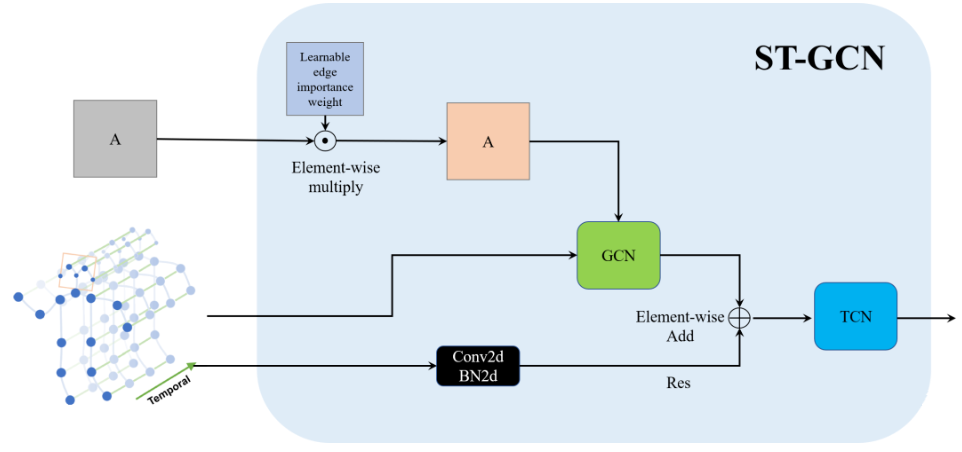 ST-GCN
Learnable
edge
importance
weight
A
A
Element-wise
multiply
GCN
Element-wise
Add
TCN
Conv2d
BN2d
Res
Temporal